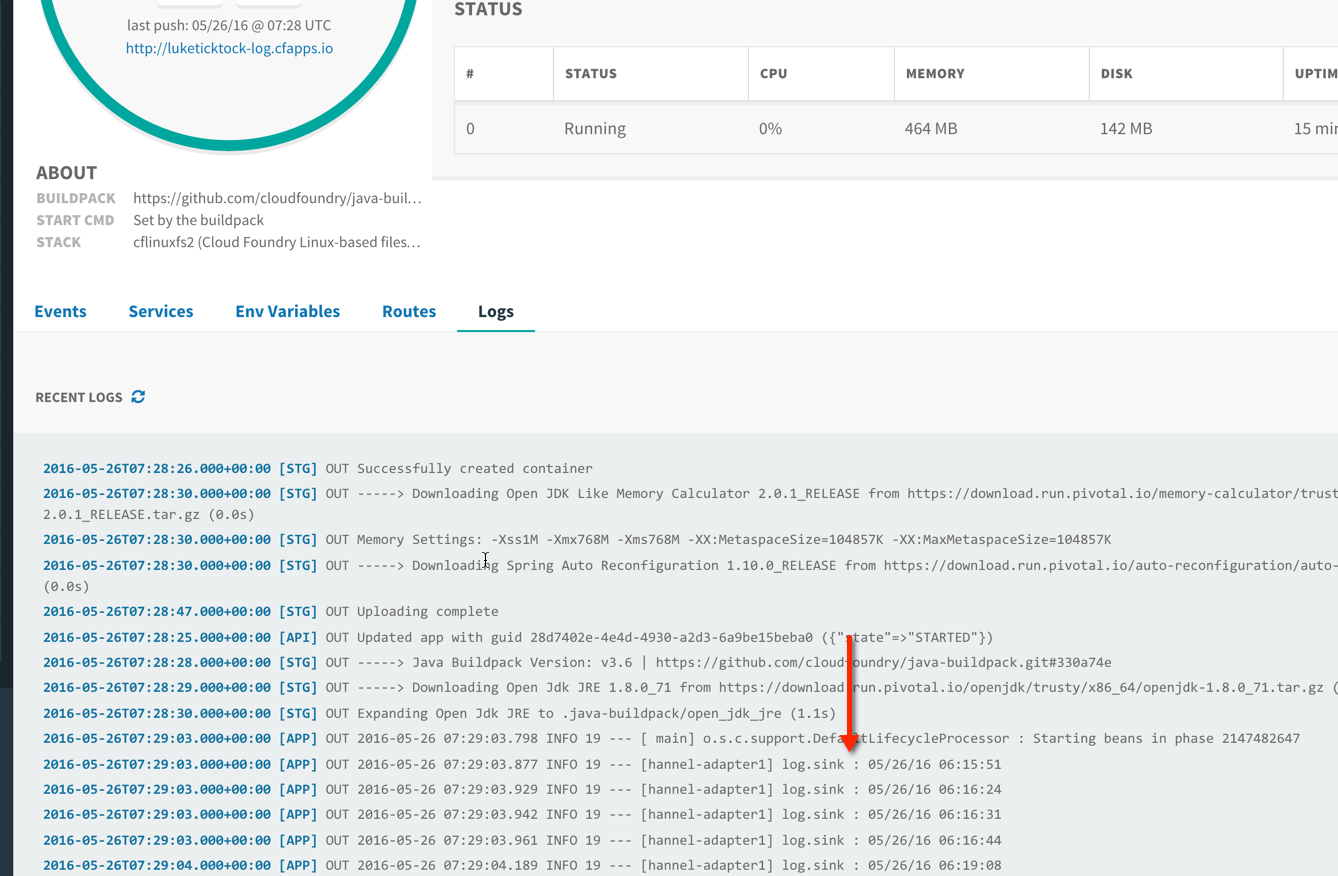 last push: 05/26/16 @ 07:28 UTC
http://luketicktock-log.cfapps.io
ABOUT
BUILDPACK https://github.com/cloudfoundry/java-buil…
START CMD Set by the buildpack
STACK cflinuxfs2 (Cloud Foundry Linux-based files…
STATUS
# STATUS CPU MEMORY DISK UPTIM
0 Running 0% 464 MB 142 MB 15 min
Events Services Env Variables Routes Logs
RECENT LOGS
2016-05-26T07:28:26.000+00:00 [STG] OUT Successfully created container
2016-05-26T07:28:30.000+00:00 [STG] OUT -----> Downloading Open JDK Like Memory Calculator 2.0.1_RELEASE from https://download.run.pivotal.io/memory-calculator/trust
2.0.1_RELEASE.tar.gz (0.0s)
2016-05-26T07:28:30.000+00:00 [STG] OUT Memory Settings: -Xss1M -Xmx768M -Xms768M -XX:MetaspaceSize=104857K -XX:MaxMetaspaceSize=104857K
2016-05-26T07:28:30.000+00:00 [STG] OUT -----> Downloading Spring Auto Reconfiguration 1.10.0_RELEASE from https://download.run.pivotal.io/auto-reconfiguration/auto-
(0.0s)
2016-05-26T07:28:47.000+00:00 [STG] OUT Uploading complete
2016-05-26T07:28:25.000+00:00 [API] OUT Updated app with guid 28d7402e-4e4d-4930-a2d3-6a9be15beba0 ({"state"=>"STARTED"})
2016-05-26T07:28:28.000+00:00 [STG] OUT -----> Java Buildpack Version: v3.6 | https://github.com/cloudfoundry/java-buildpack.git#330a74e
2016-05-26T07:28:29.000+00:00 [STG] OUT -----> Downloading Open Jdk JRE 1.8.0_71 from https://download.run.pivotal.io/openjdk/trusty/x86_64/openjdk-1.8.0_71.tar.gz (
2016-05-26T07:28:30.000+00:00 [STG] OUT Expanding Open Jdk JRE to .java-buildpack/open_jdk_jre (1.1s)
2016-05-26T07:29:03.000+00:00 [APP] OUT 2016-05-26 07:29:03.798 INFO 19 --- [ main] o.s.c.support.DefaultLifecycleProcessor : Starting beans in phase 2147482647
2016-05-26T07:29:03.000+00:00 [APP] OUT 2016-05-26 07:29:03.877 INFO 19 --- [hannel-adapter1] log.sink : 05/26/16 06:15:51
2016-05-26T07:29:03.000+00:00 [APP] OUT 2016-05-26 07:29:03.929 INFO 19 --- [hannel-adapter1] log.sink : 05/26/16 06:16:24
2016-05-26T07:29:03.000+00:00 [APP] OUT 2016-05-26 07:29:03.942 INFO 19 --- [hannel-adapter1] log.sink : 05/26/16 06:16:31
2016-05-26T07:29:03.000+00:00 [APP] OUT 2016-05-26 07:29:03.961 INFO 19 --- [hannel-adapter1] log.sink : 05/26/16 06:16:44
2016-05-26T07:29:04.000+00:00 [APP] OUT 2016-05-26 07:29:04.189 INFO 19 --- [hannel-adapter1] log.sink : 05/26/16 06:19:08